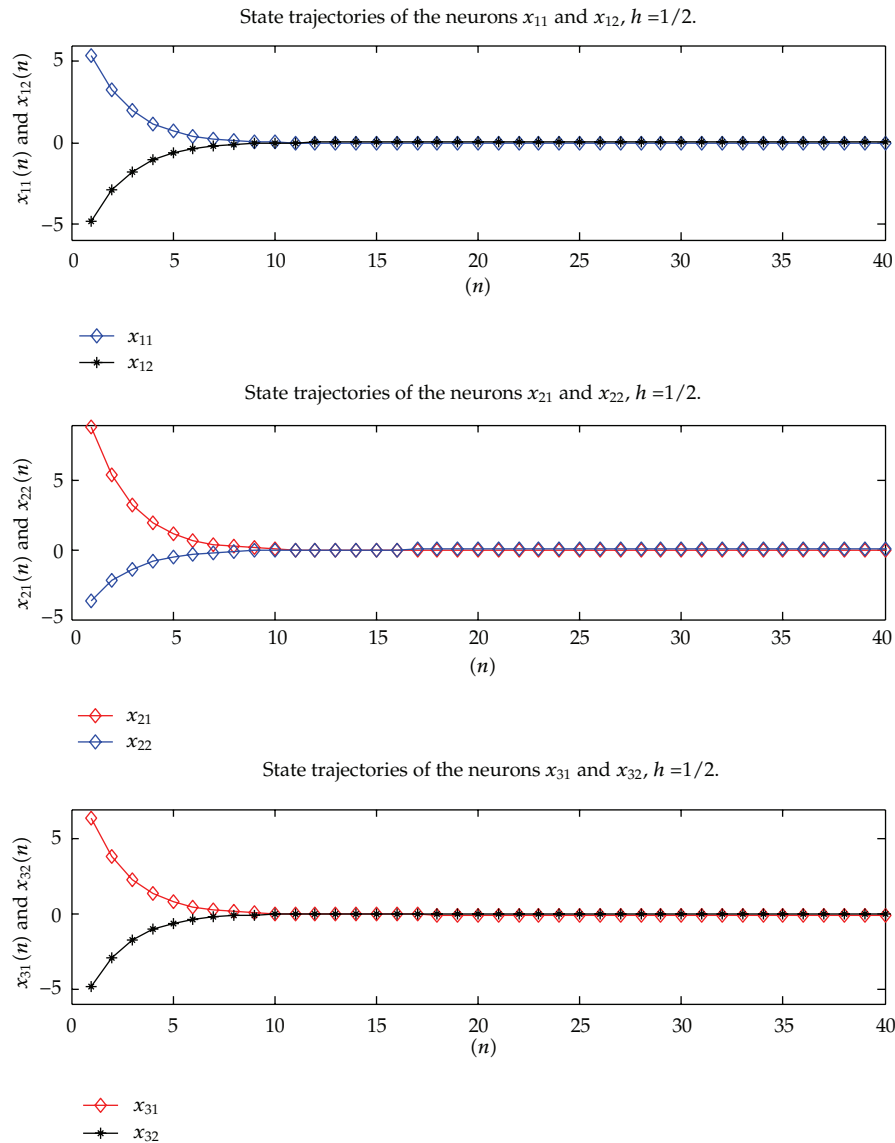 State trajectories of the neurons x₁₁ and x₁₂, h =1/2.
x₁₁(n) and x₁₂(n)
5
0
−5
0 5 10 15 20 25 30 35 40
(n)
x₁₁
x₁₂
State trajectories of the neurons x₂₁ and x₂₂, h =1/2.
x₂₁(n) and x₂₂(n)
5
0
−5
0 5 10 15 20 25 30 35 40
(n)
x₂₁
x₂₂
State trajectories of the neurons x₃₁ and x₃₂, h =1/2.
x₃₁(n) and x₃₂(n)
5
0
−5
0 5 10 15 20 25 30 35 40
(n)
x₃₁
x₃₂